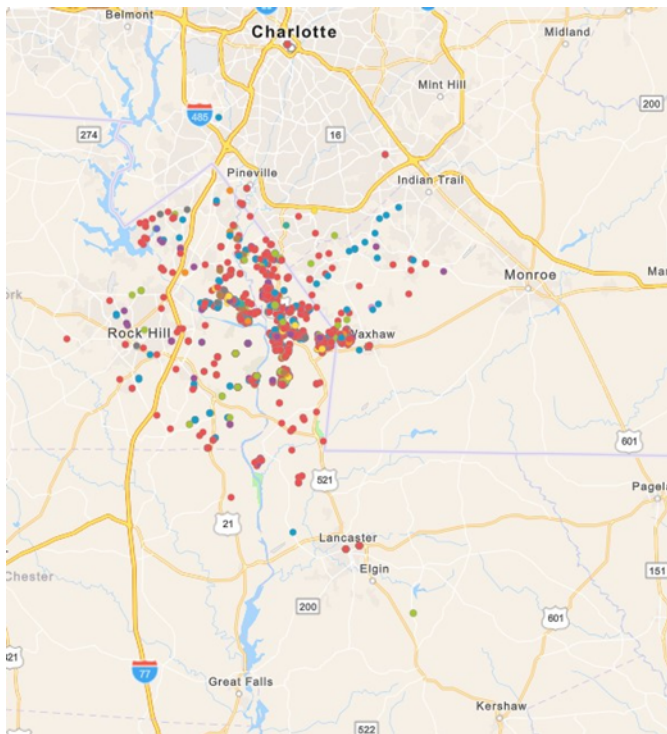 Belmont
Charlotte
Midland
Mint Hill
485
200
274
16
Pineville
Indian Trail
Monroe
Rock Hill
Waxhaw
601
521
Pagela
21
Lancaster
Elgin
Chester
151
200
601
77
Great Falls
Kershaw
522